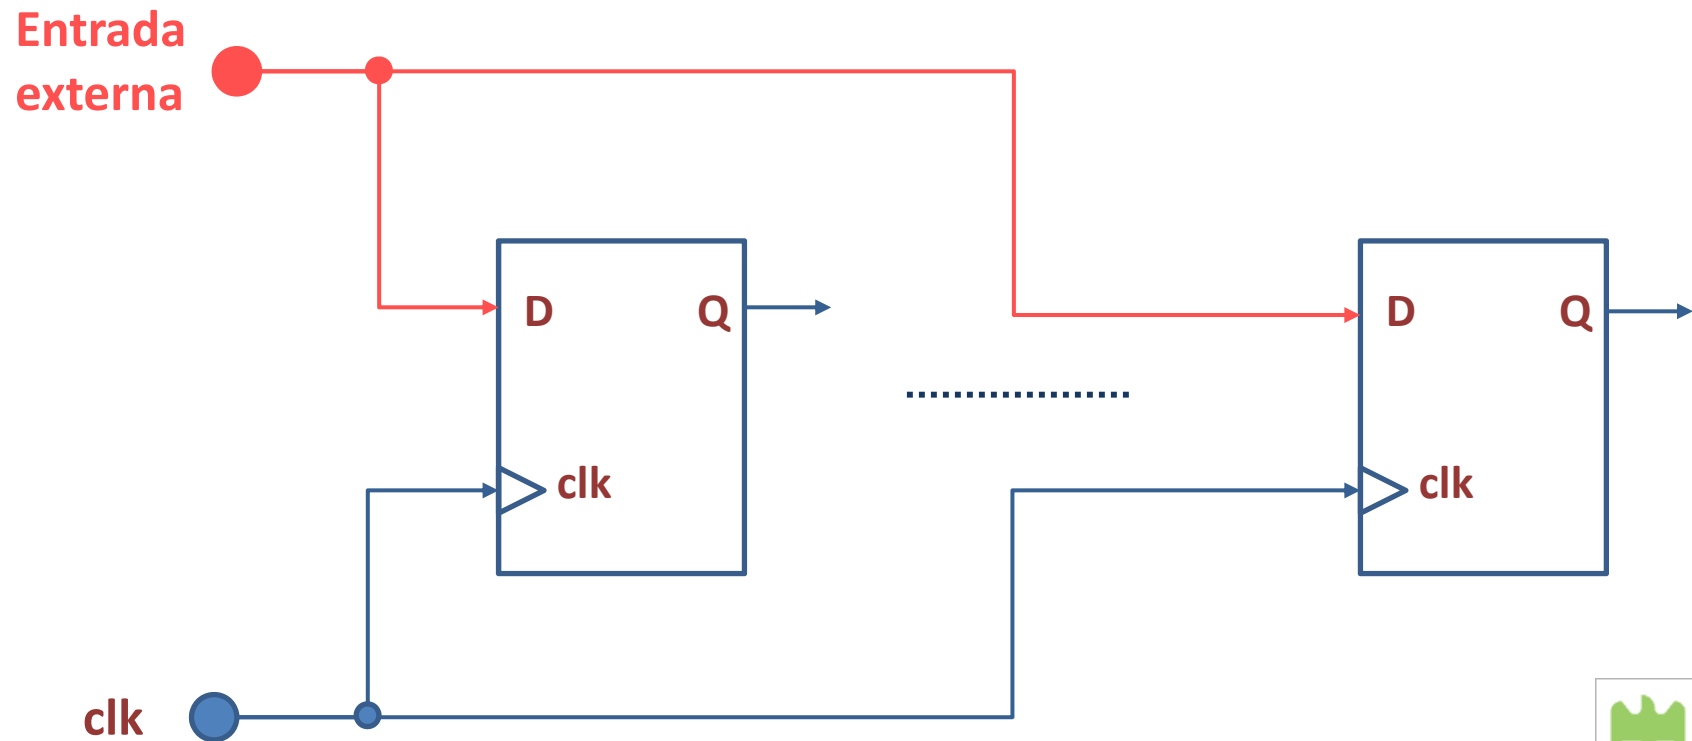 Entrada
externa
D Q
D Q
clk
clk
clk